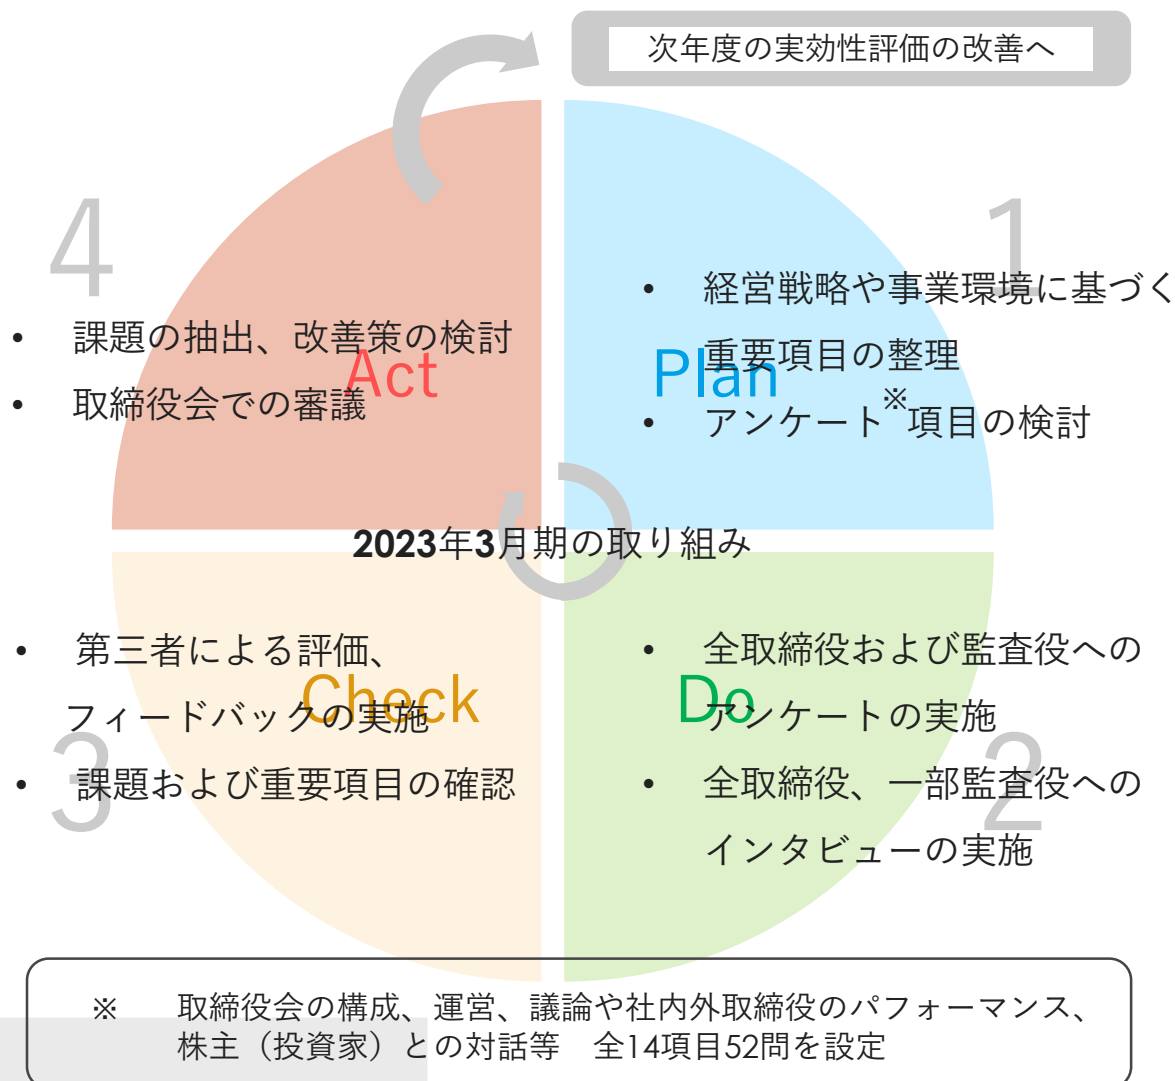 次年度の実効性評価の改善へ
1
Plan
• 経営戦略や事業環境に基づく
重要項目の整理
• アンケート※項目の検討
2
Do
• 全取締役および監査役への
アンケートの実施
• 全取締役、一部監査役への
インタビューの実施
3
Check
• 第三者による評価、
フィードバックの実施
• 課題および重要項目の確認
4
Act
• 課題の抽出、改善策の検討
• 取締役会での審議
2023年3月期の取り組み
※ 取締役会の構成、運営、議論や社内外取締役のパフォーマンス、
株主（投資家）との対話等 全14項目52問を設定